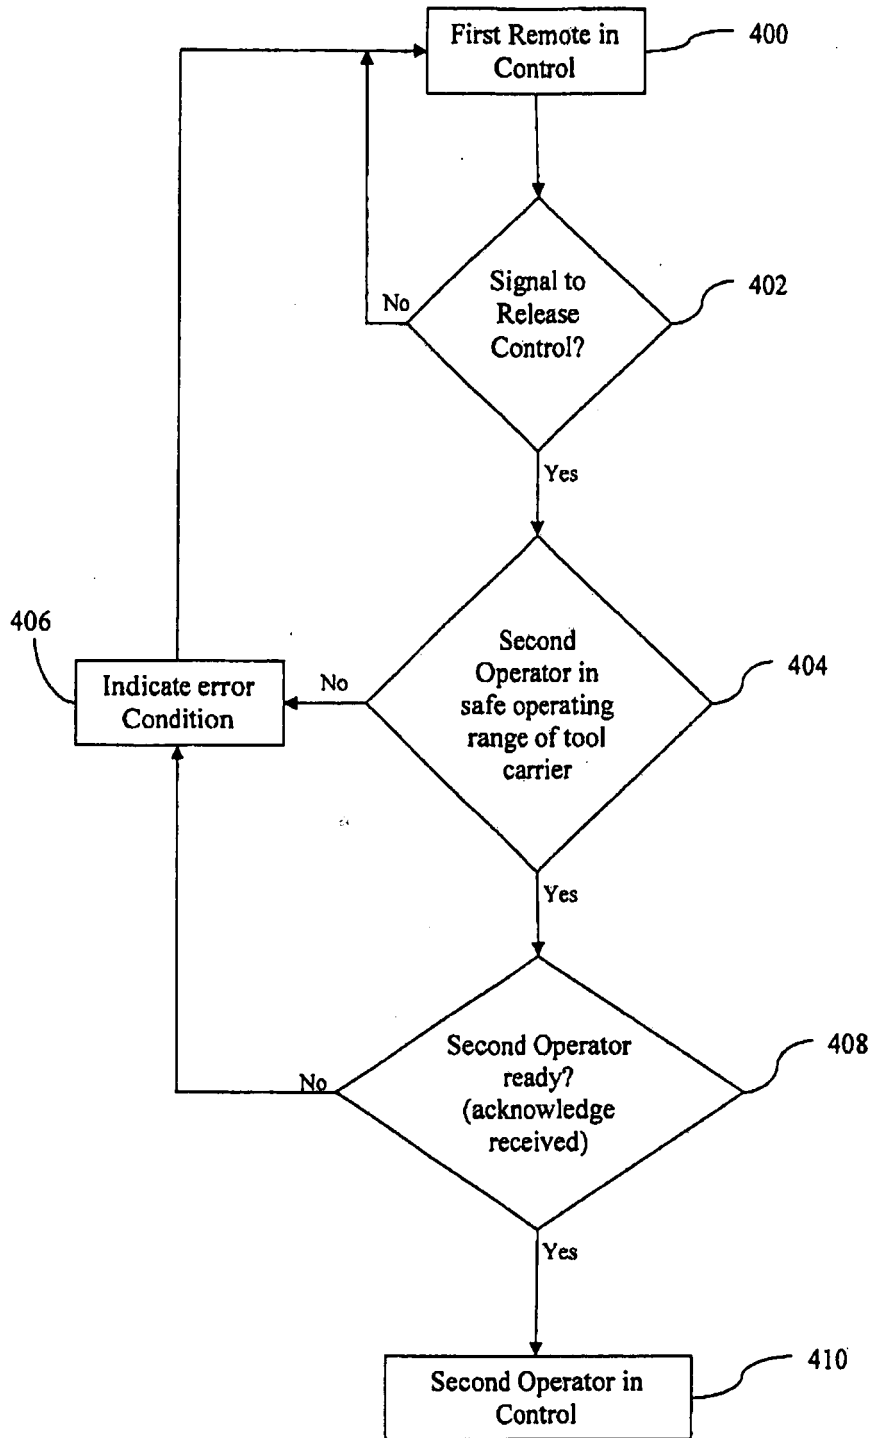 First Remote in
Control
400
Signal to
Release
Control?
402
No
Yes
Second
Operator in
safe operating
range of tool
carrier
404
No
406
Indicate error
Condition
Yes
Second Operator
ready?
(acknowledge
received)
408
No
Yes
Second Operator in
Control
410